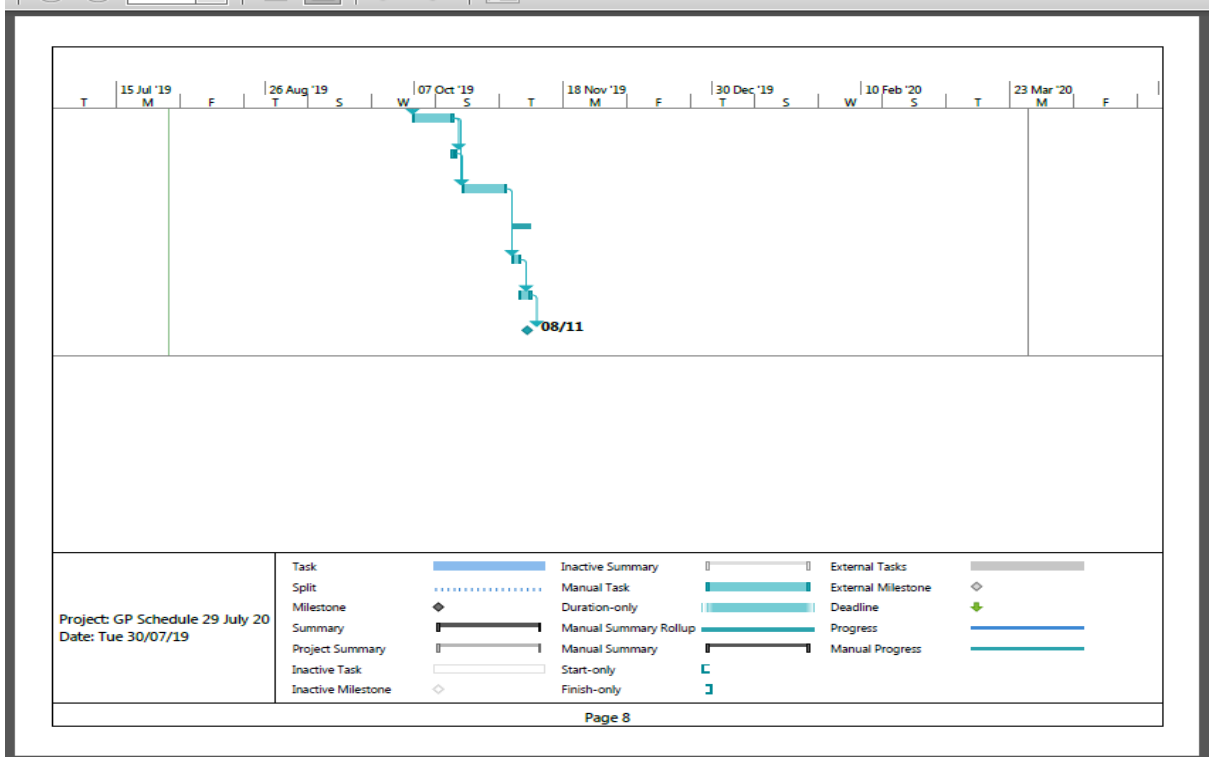 15 Jul '19 26 Aug '19 07 Oct '19 18 Nov '19 30 Dec '19 10 Feb '20 23 Mar '20
T M F T S W S T M F T S W S T M F
08/11
Project: GP Schedule 29 July 20
Date: Tue 30/07/19
Task
Split
Milestone
Summary
Project Summary
Inactive Task
Inactive Milestone
Inactive Summary
Manual Task
Duration-only
Manual Summary Rollup
Manual Summary
Start-only
Finish-only
External Tasks
External Milestone
Deadline
Progress
Manual Progress
Page 8